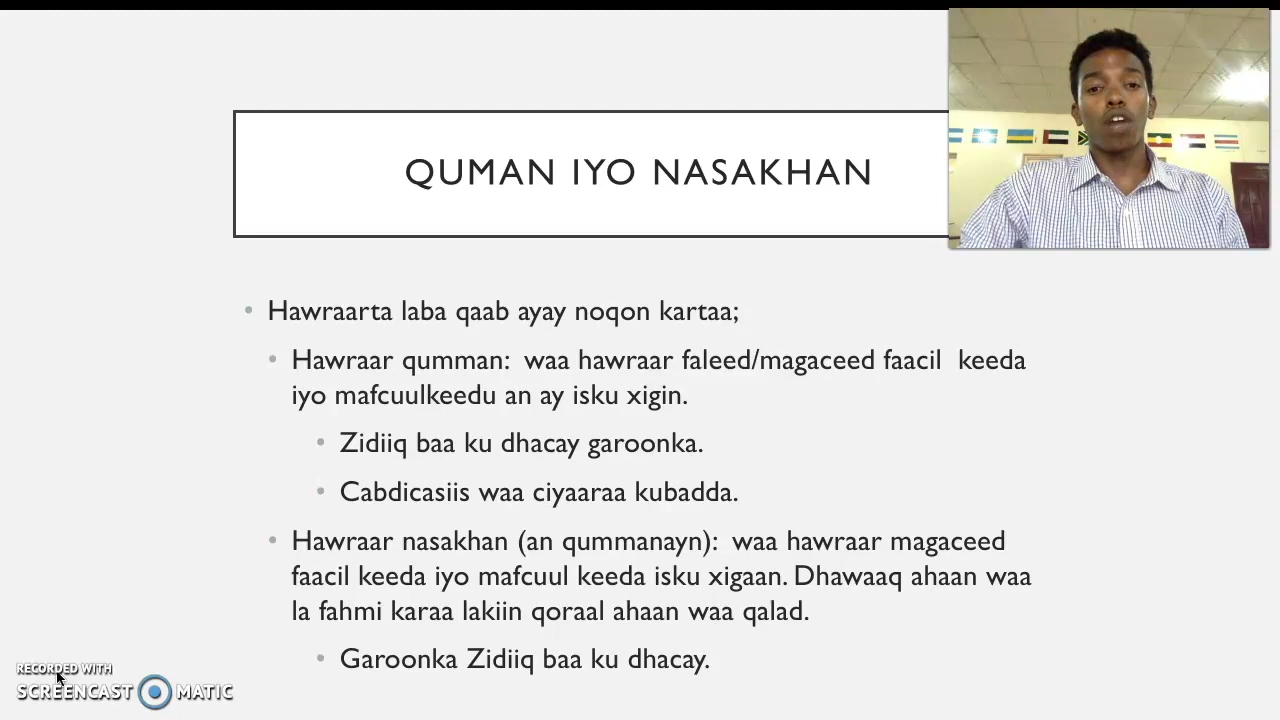 QUMAN IYO NASAKHAN
• Hawraarta laba qaab ayay noqon kartaa;
• Hawraar qumman: waa hawraar faleed/magaceed faacil keeda
iyo mafcuulkeedu an ay isku xigin.
• Zidiiq baa ku dhacay garoonka.
• Cabdicasiis waa ciyaaraa kubadda.
• Hawraar nasakhan (an qummanayn): waa hawraar magaceed
faacil keeda iyo mafcuul keeda isku xigaan. Dhawaaq ahaan waa
la fahmi karaa lakiin qoraal ahaan waa qalad.
• Garoonka Zidiiq baa ku dhacay.
RECORDED WITH
SCREENCAST MATIC